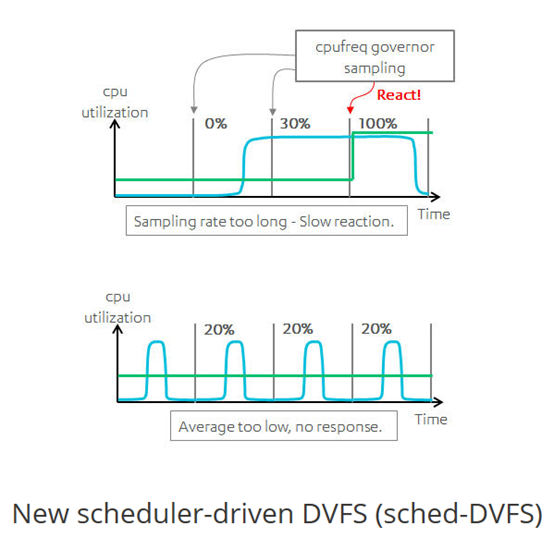 cpufreq governor
sampling
React!
cpu
utilization
0%
30%
100%
Time
Sampling rate too long - Slow reaction.
cpu
utilization
20%
20%
20%
Time
Average too low, no response.
New scheduler-driven DVFS (sched-DVFS)